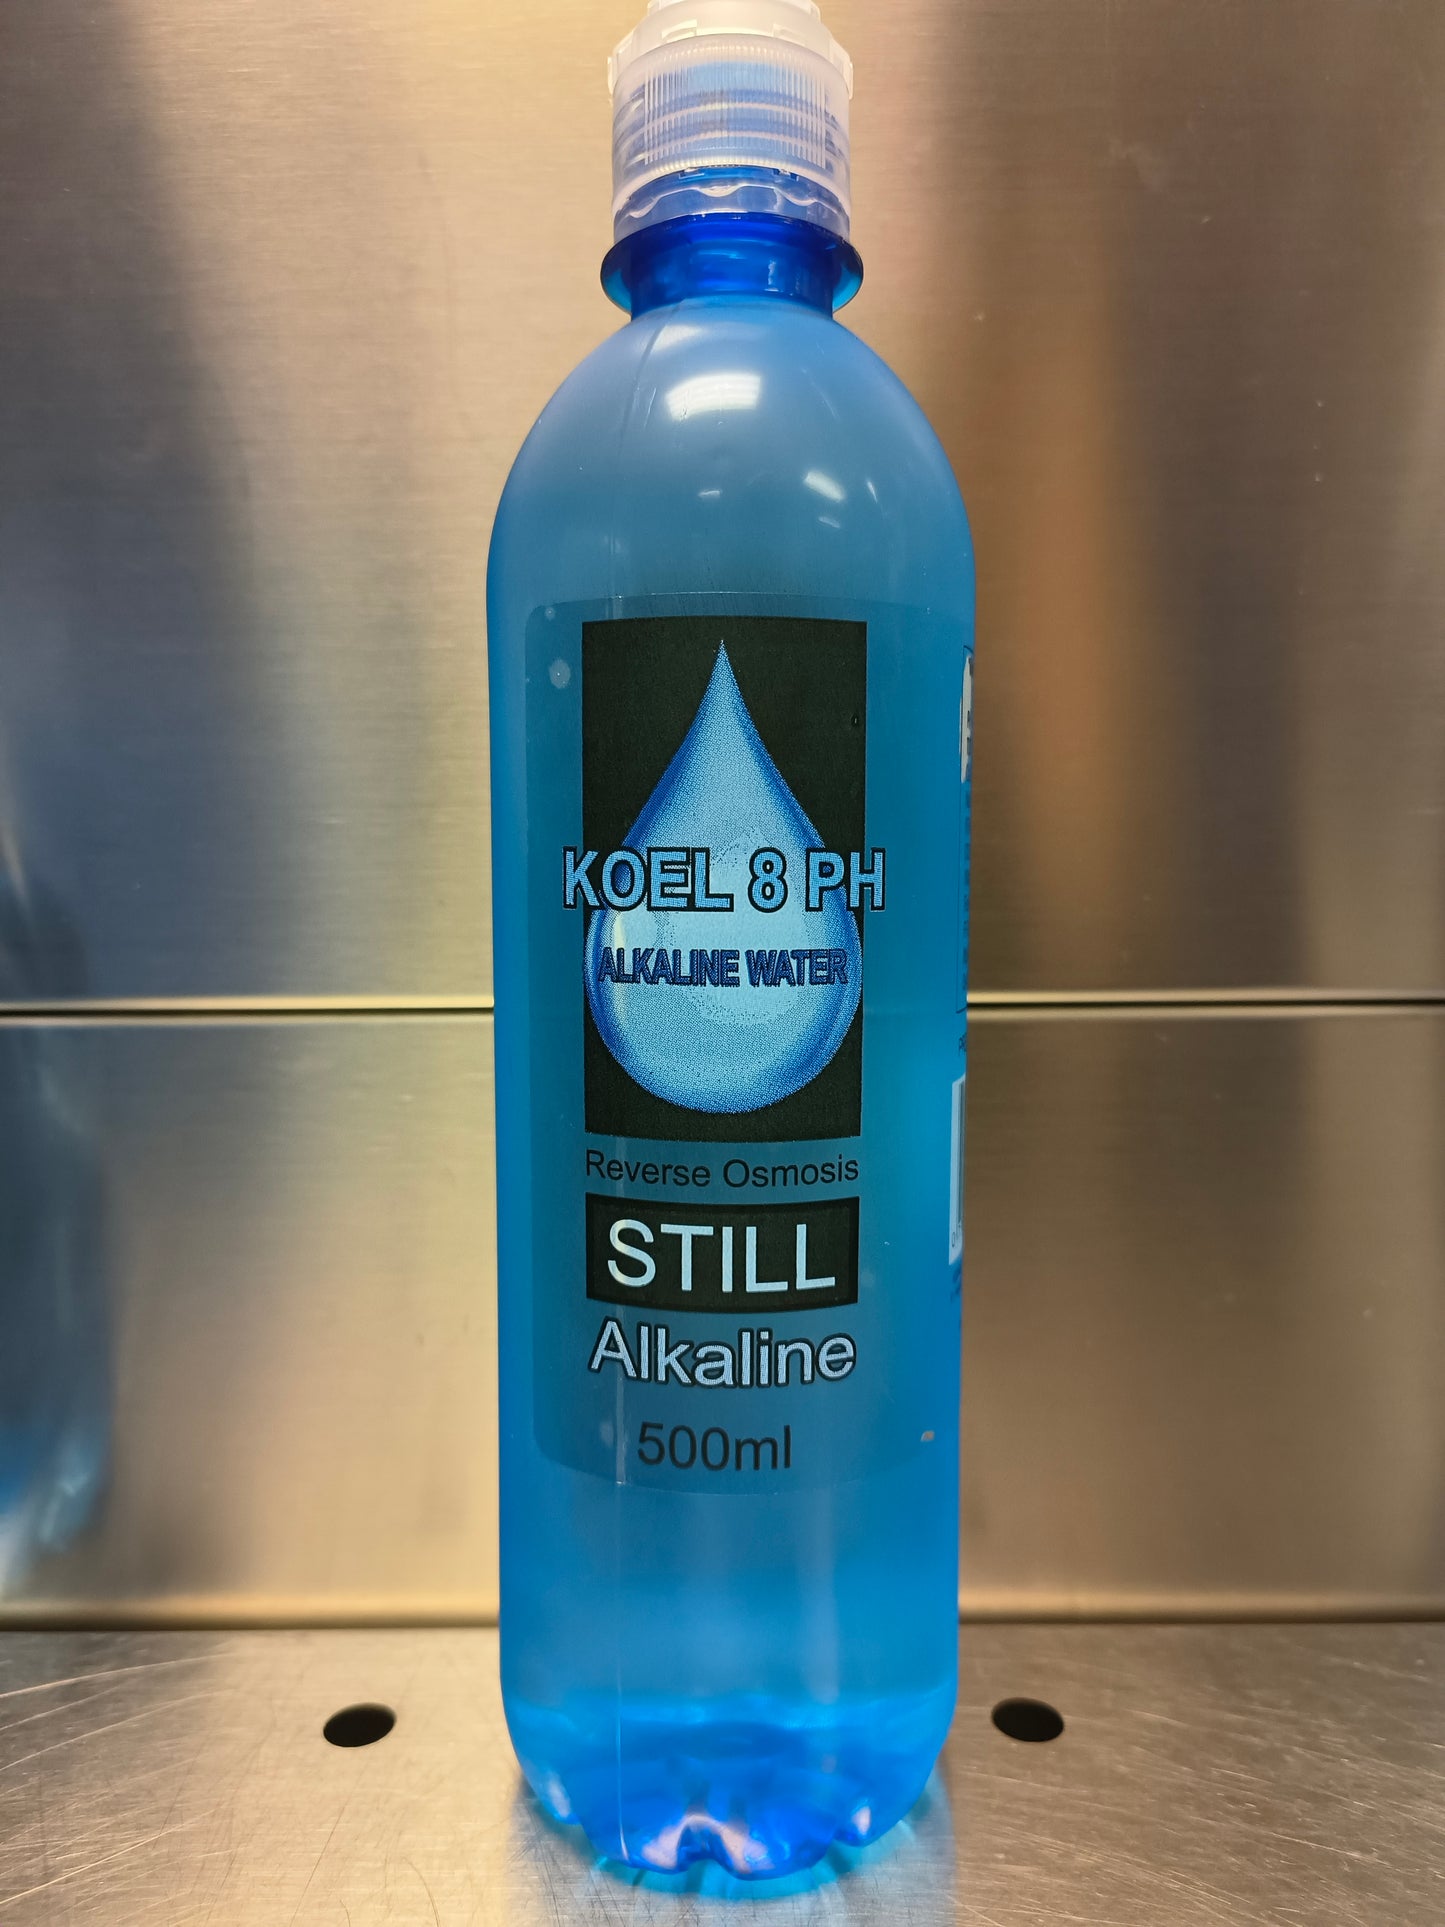 KOEL 8 PH
ALKALINE WATER
Reverse Osmosis
STILL
Alkaline
500ml